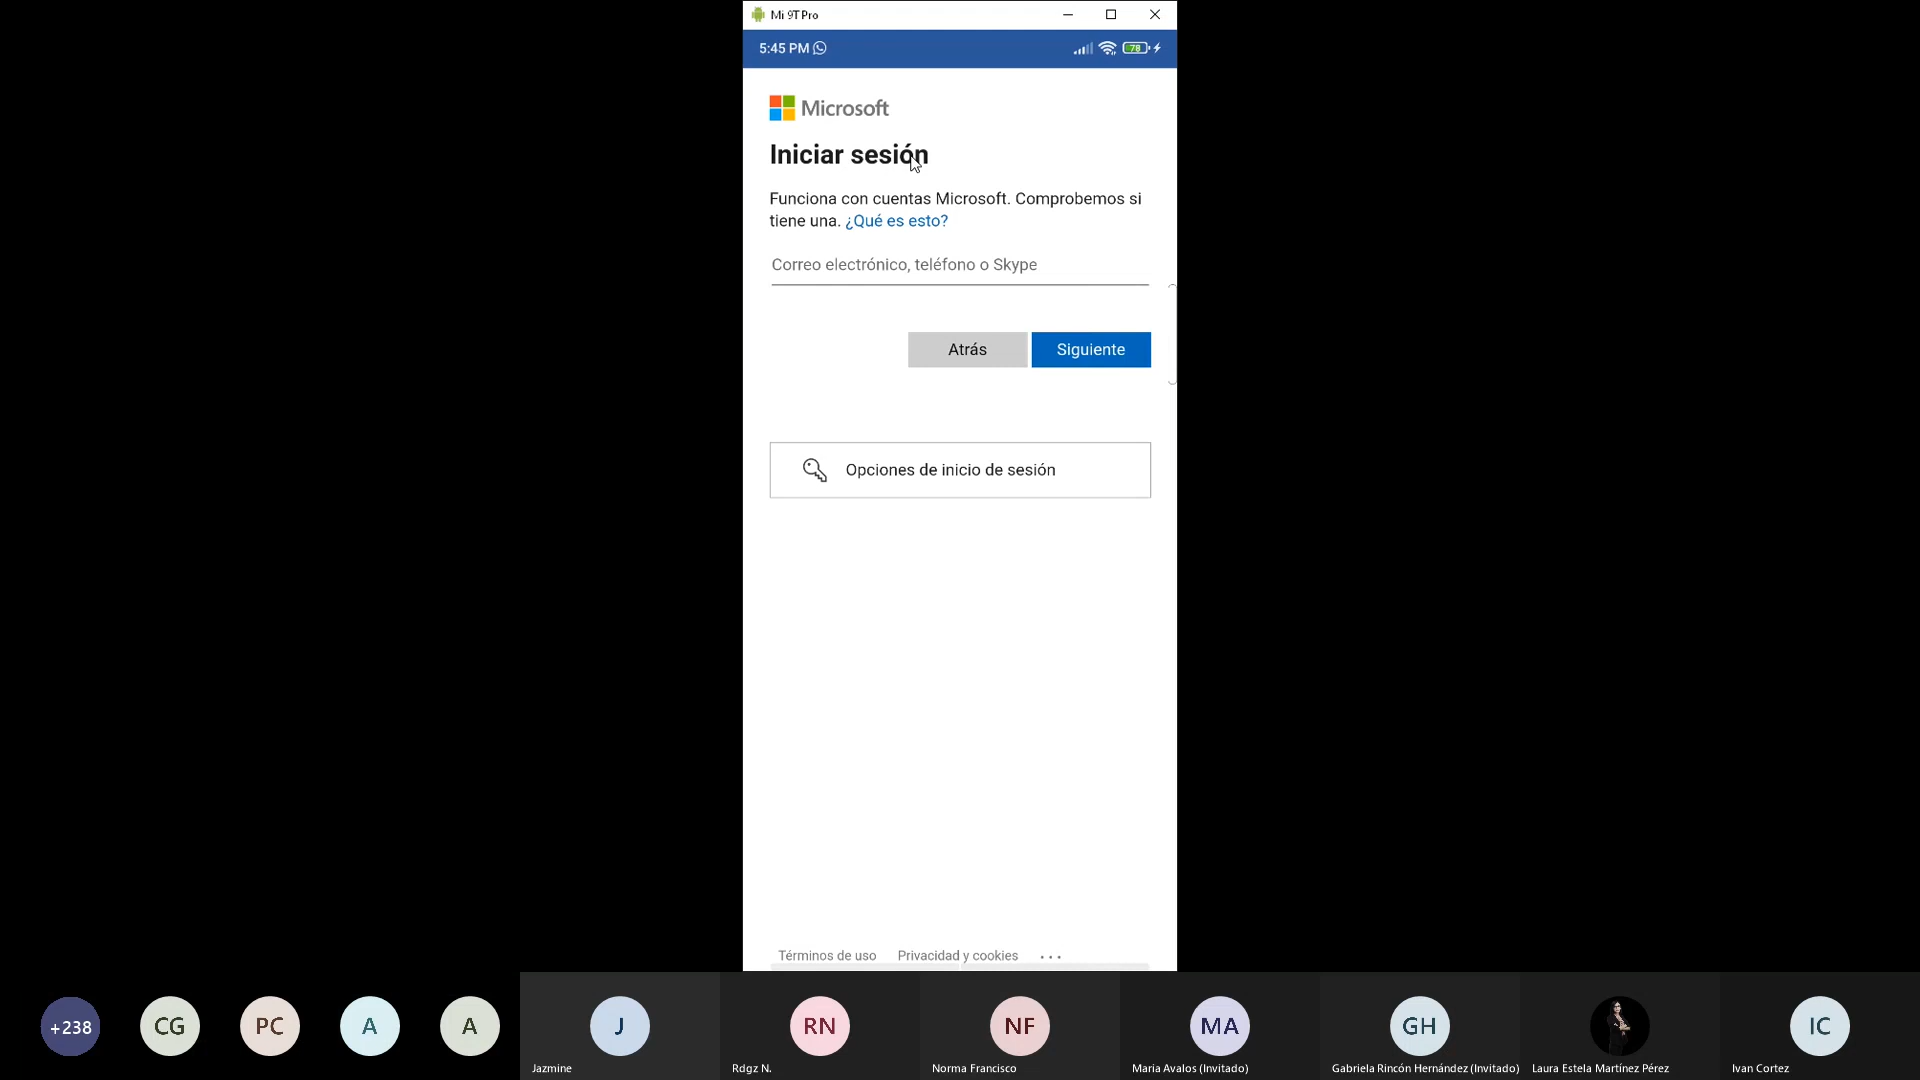 Mi 9T Pro
5:45 PM
78
Microsoft
Iniciar sesión
Funciona con cuentas Microsoft. Comprobemos si
tiene una. ¿Qué es esto?
Correo electrónico, teléfono o Skype
Atrás
Siguiente
Opciones de inicio de sesión
Términos de uso
Privacidad y cookies
...
+238
CG
PC
A
A
J
RN
NF
MA
GH
IC
Jazmine
Rdgz N.
Norma Francisco
Maria Avalos (Invitado)
Gabriela Rincón Hernández (Invitado)
Laura Estela Martínez Pérez
Ivan Cortez